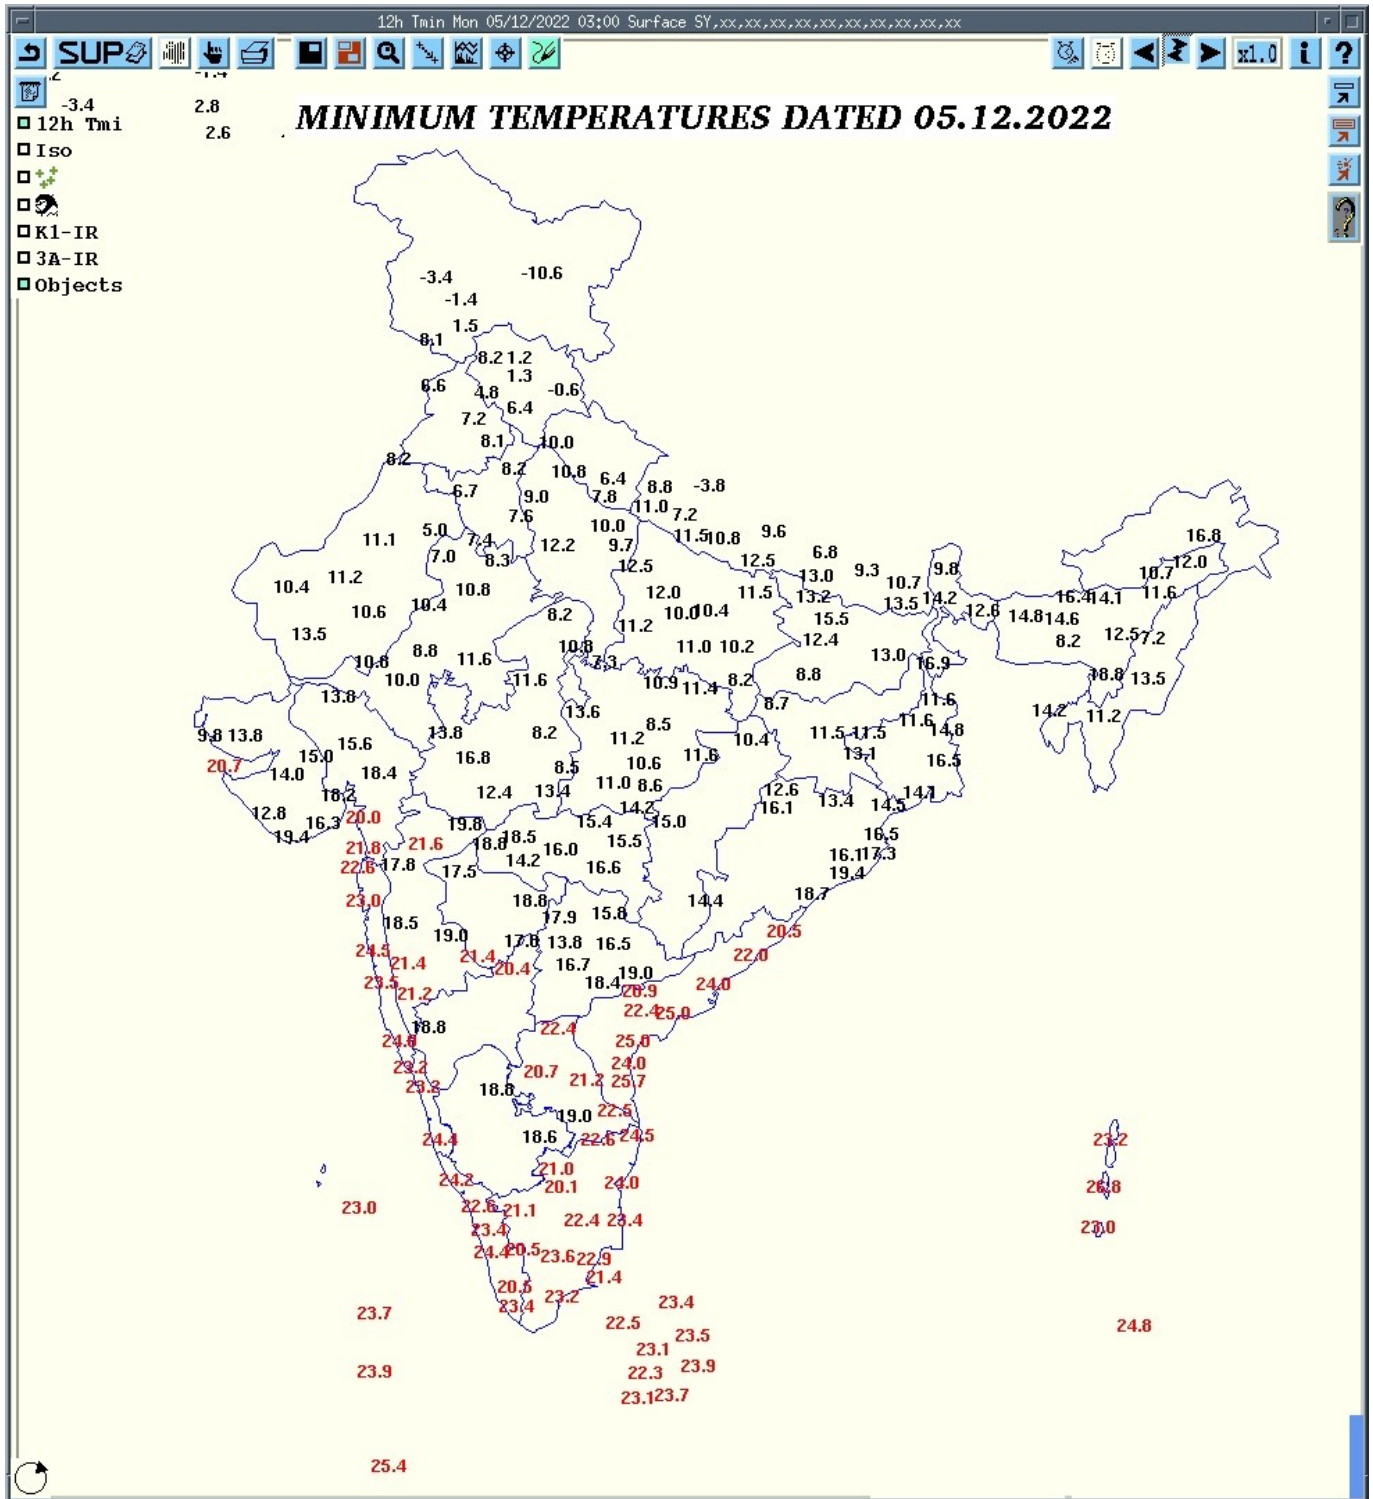 12h Tmin Mon 05/12/2022 03:00 Surface SY,xx,xx,xx,xx,xx,xx,xx,xx,xx,xx
SUP x1.0 i ?
-3.4 2.8
12h Tmi 2.6
MINIMUM TEMPERATURES DATED 05.12.2022
Iso
K1-IR
3A-IR
Objects
-3.4 -10.6
-1.4
1.5
8.1
8.2 1.2
1.3
6.6 4.8 -0.6
6.4
7.2
8.1 10.0
8.2 8.2 10.8 6.4
6.7 9.0 7.8 8.8 -3.8
7.6 11.0 7.2
5.0 10.0 9.6 16.8
11.1 7.4 12.2 9.7 11.5 10.8
7.0 8.3 12.5 12.5 6.8 12.0
11.2 13.0 9.3 9.8 10.7
10.4 10.8 12.0 11.5 13.2 10.7 14.2 16.4 14.1 11.6
10.6 10.4 8.2 10.0 10.4 13.5 12.6
11.2 15.5 14.8 14.6
13.5 12.4 8.2 12.5 7.2
8.8 11.6 10.8 7.3 11.0 10.2 13.0 16.9
10.8 10.0 11.6 10.9 11.4 8.2 8.8 18.8 13.5
13.8 13.6 8.7 11.6 14.2 11.2
9.8 13.8 15.6 13.8 8.2 11.2 8.5 10.4 11.5 11.5 11.6 14.8
20.7 15.0 14.0 18.4 16.8 8.5 10.6 11.6 13.1 16.5
18.2 12.4 13.4 11.0 8.6 12.6 13.4 14.1
12.8 16.3 20.0 14.2 16.1 14.5
19.4 19.8 18.5 15.4 15.0 16.5
21.8 21.6 18.8 16.0 15.5 16.1 17.3
22.6 17.8 17.5 14.2 16.6 19.4
23.0 18.8 15.8 14.4 18.7
18.5 17.9
19.0 13.8 16.5 20.5
24.5 21.4 21.4 20.4 16.7 19.0 22.0
23.5 21.2 18.4 20.9 24.0
22.4 25.0
18.8 22.4 25.0
23.2 20.7 24.0
23.2 18.8 21.2 25.7
19.0 22.5
24.4 18.6 22.6 24.5 23.2
21.0
24.2 20.1 24.0 26.8
23.0 22.6 21.1 22.4 23.4 23.0
23.4
24.4 20.5 23.6 22.9
20.5 21.4
23.4 23.2 23.4
23.7 22.5 23.5 24.8
23.1
23.9 22.3 23.9
23.1 23.7
25.4